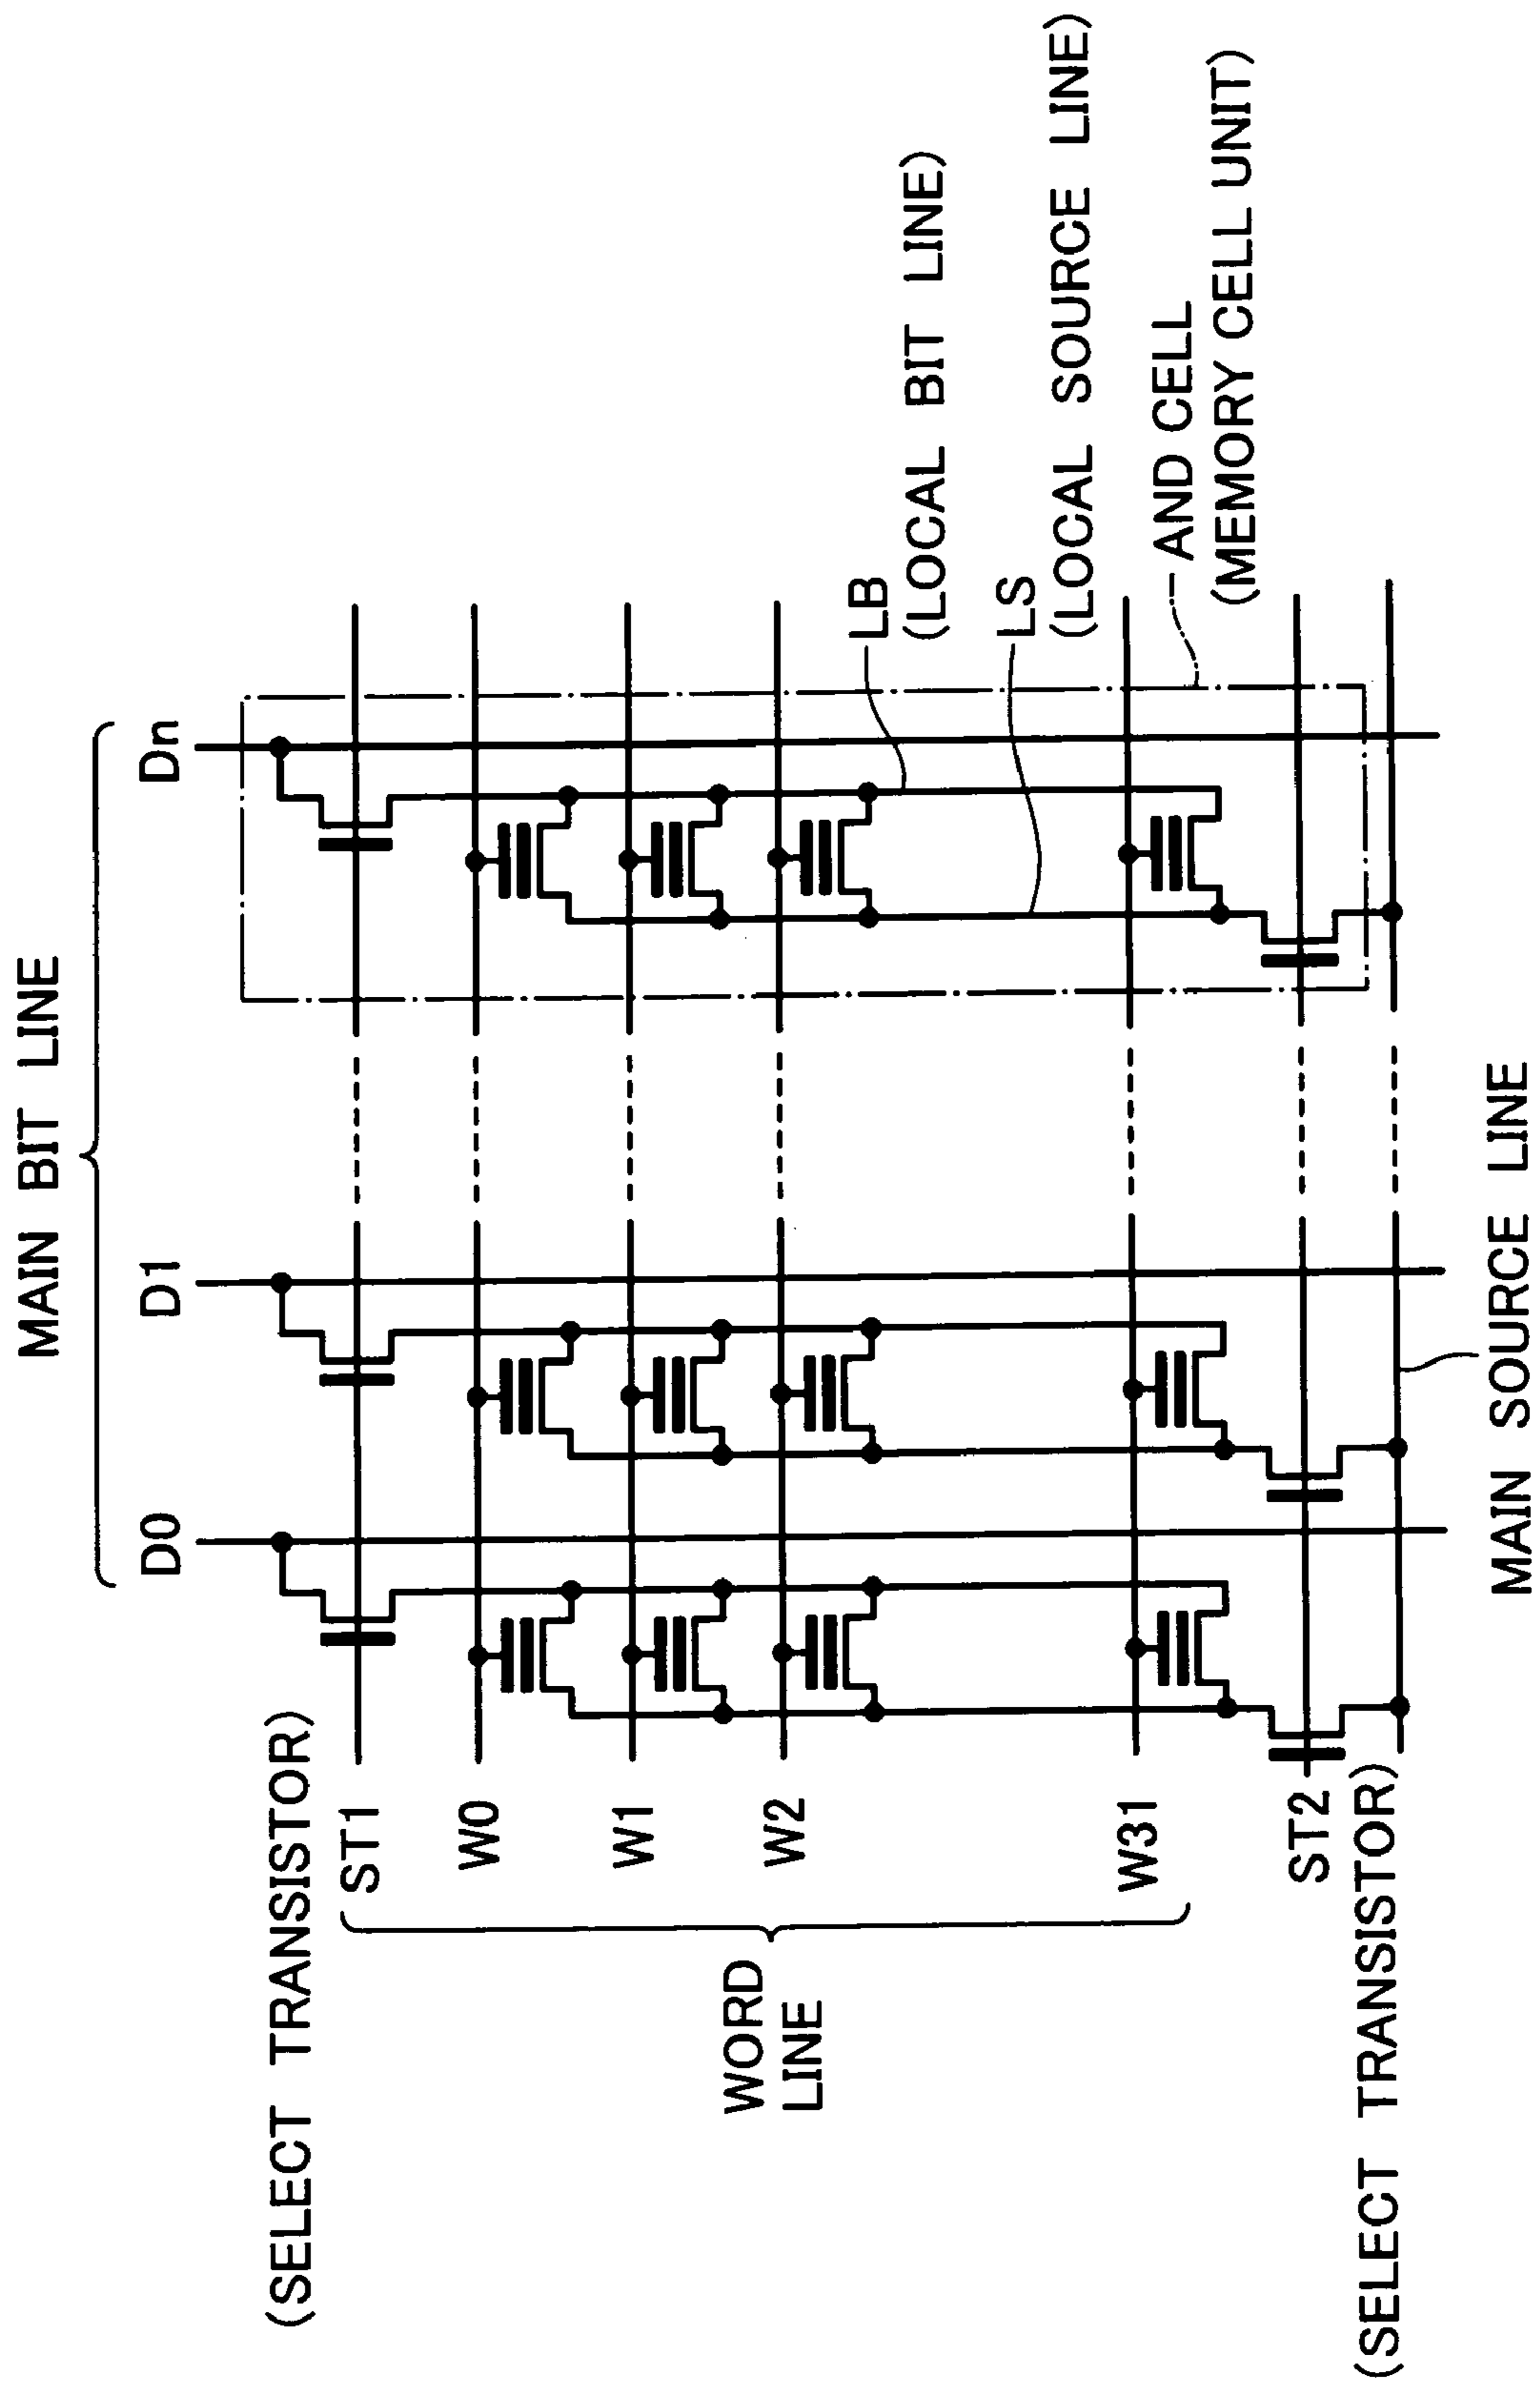 MAIN BIT LINE
D0
D1
Dn
(SELECT TRANSISTOR)
ST1
W0
W1
W2
W31
WORD
LINE
ST2
(SELECT TRANSISTOR)
LB
(LOCAL BIT LINE)
LS
(LOCAL SOURCE LINE)
AND CELL
(MEMORY CELL UNIT)
MAIN SOURCE LINE